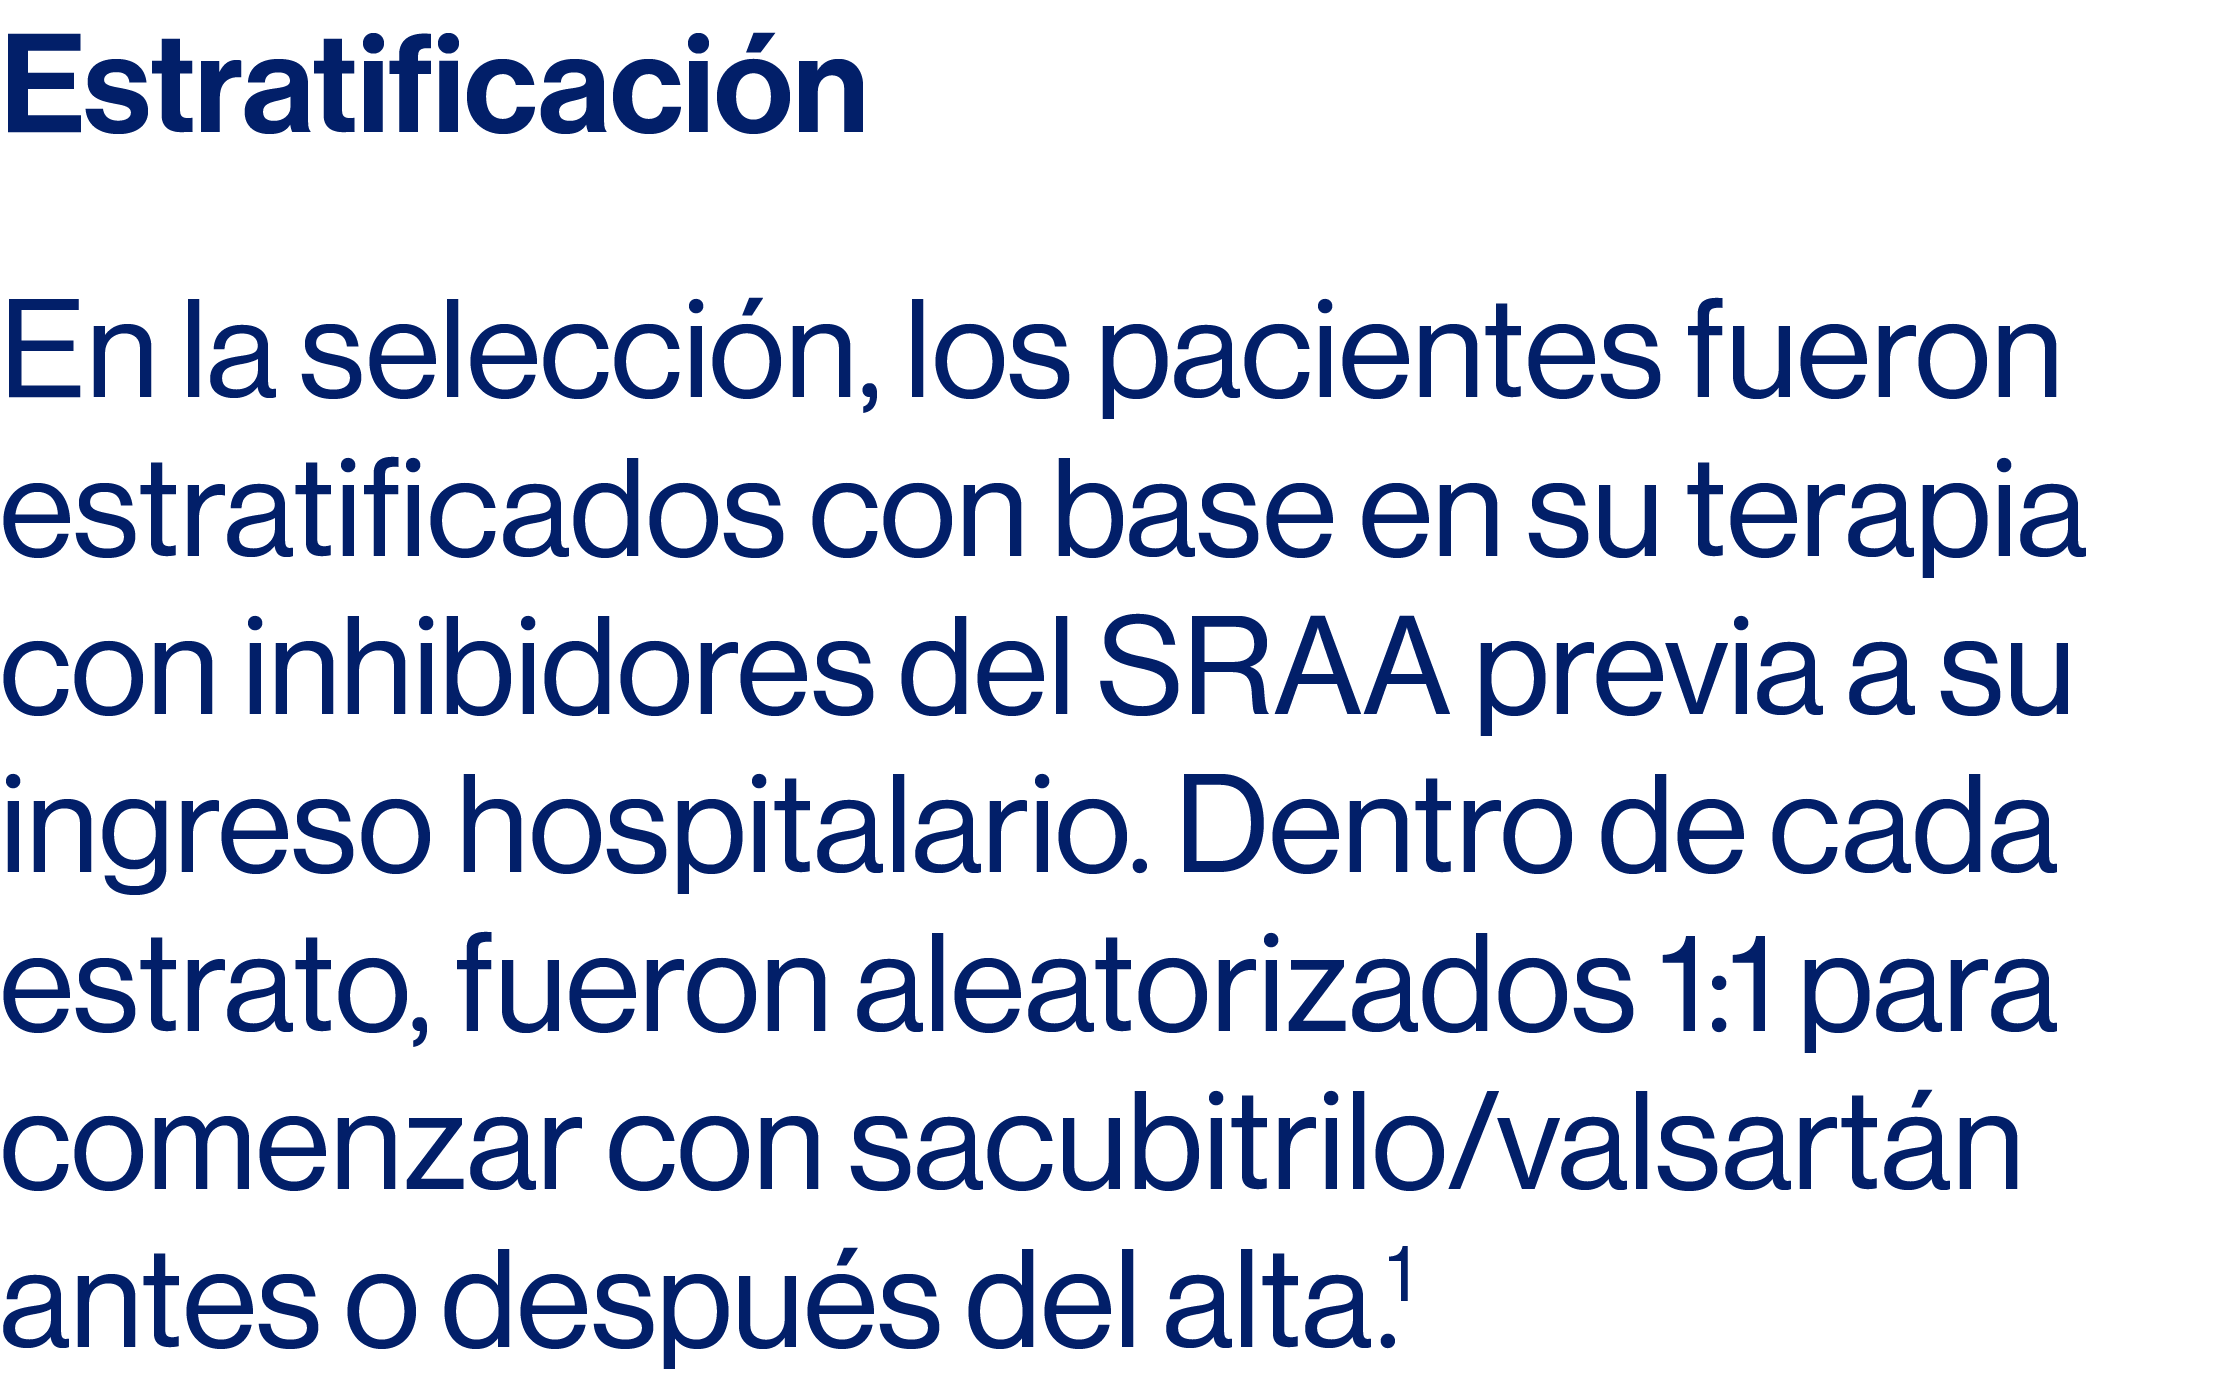 Estratificación
En la selección, los pacientes fueron
estratificados con base en su terapia
con inhibidores del SRAA previa a su
ingreso hospitalario. Dentro de cada
estrato, fueron aleatorizados 1:1 para
comenzar con sacubitrilo/valsartán
antes o después del alta.¹